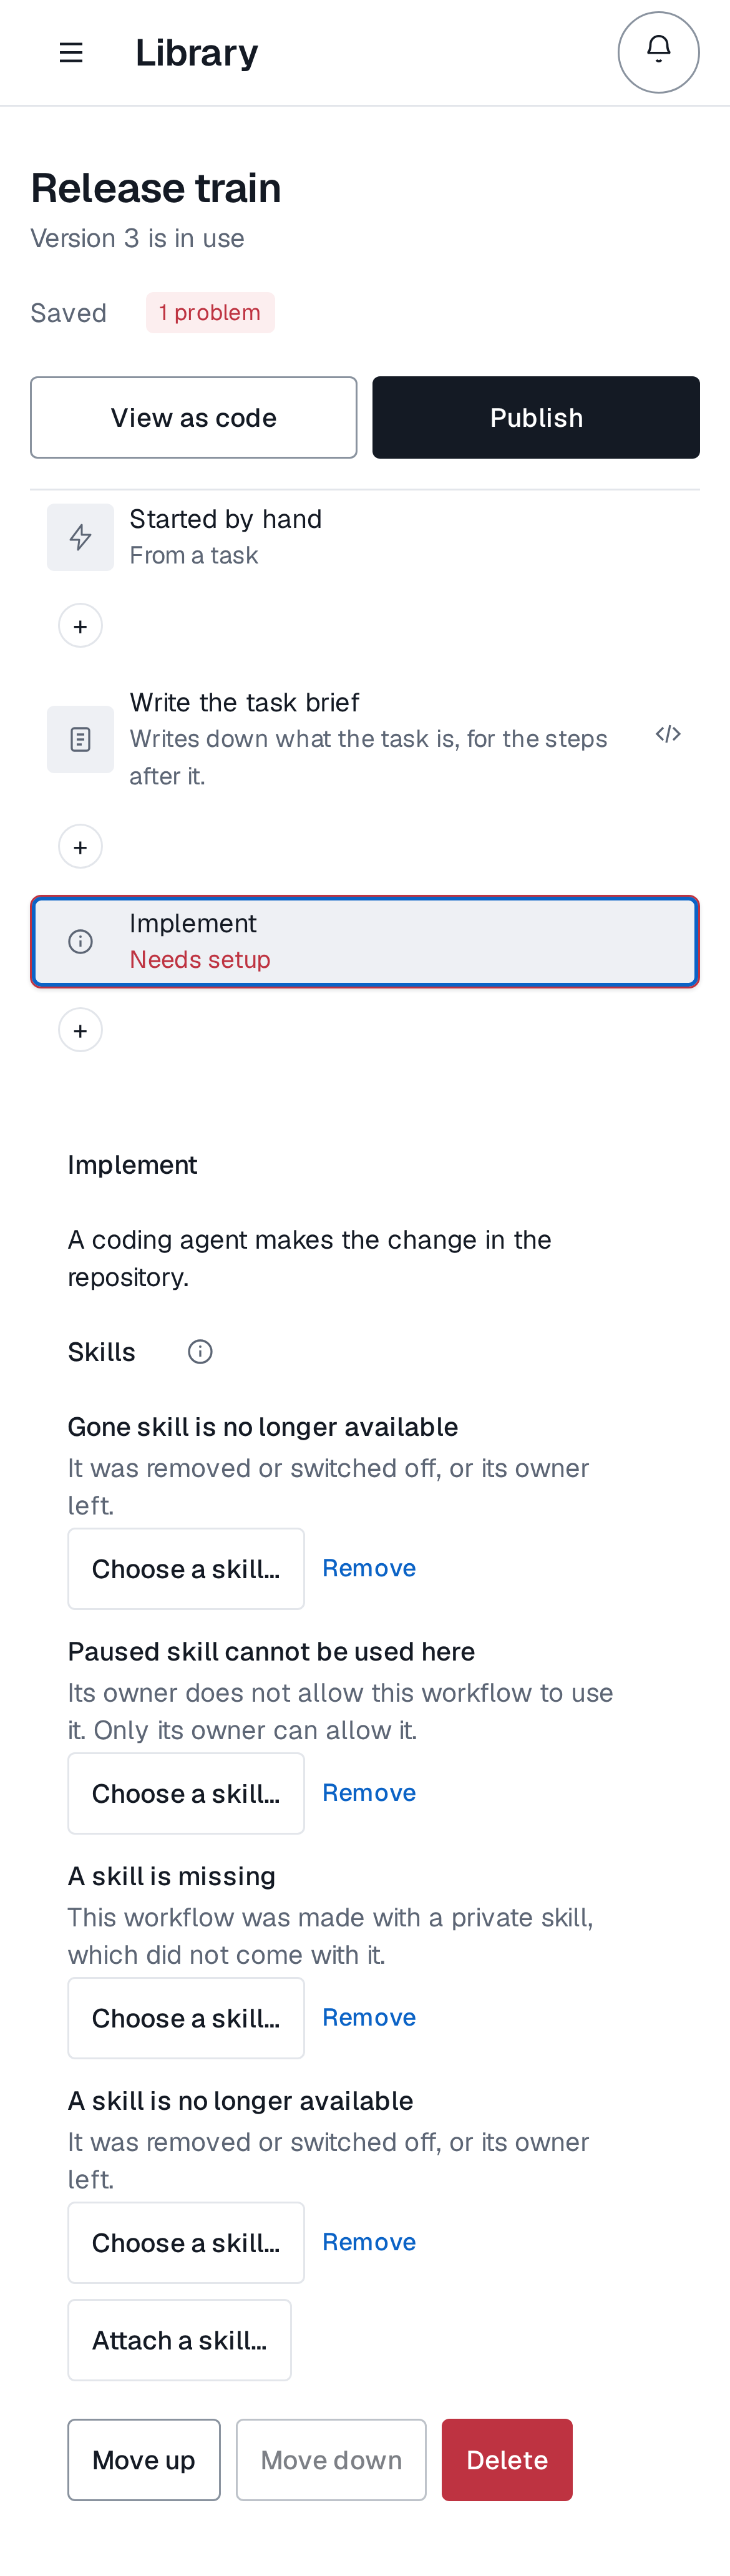 Library
Release train
Version 3 is in use
Saved
1 problem
View as code
Publish
Started by hand
From a task
+
Write the task brief
Writes down what the task is, for the steps
after it.
+
Implement
Needs setup
+
Implement
A coding agent makes the change in the
repository.
Skills
Gone skill is no longer available
It was removed or switched off, or its owner
left.
Choose a skill...
Remove
Paused skill cannot be used here
Its owner does not allow this workflow to use
it. Only its owner can allow it.
Choose a skill...
Remove
A skill is missing
This workflow was made with a private skill,
which did not come with it.
Choose a skill...
Remove
A skill is no longer available
It was removed or switched off, or its owner
left.
Choose a skill...
Remove
Attach a skill...
Move up
Move down
Delete